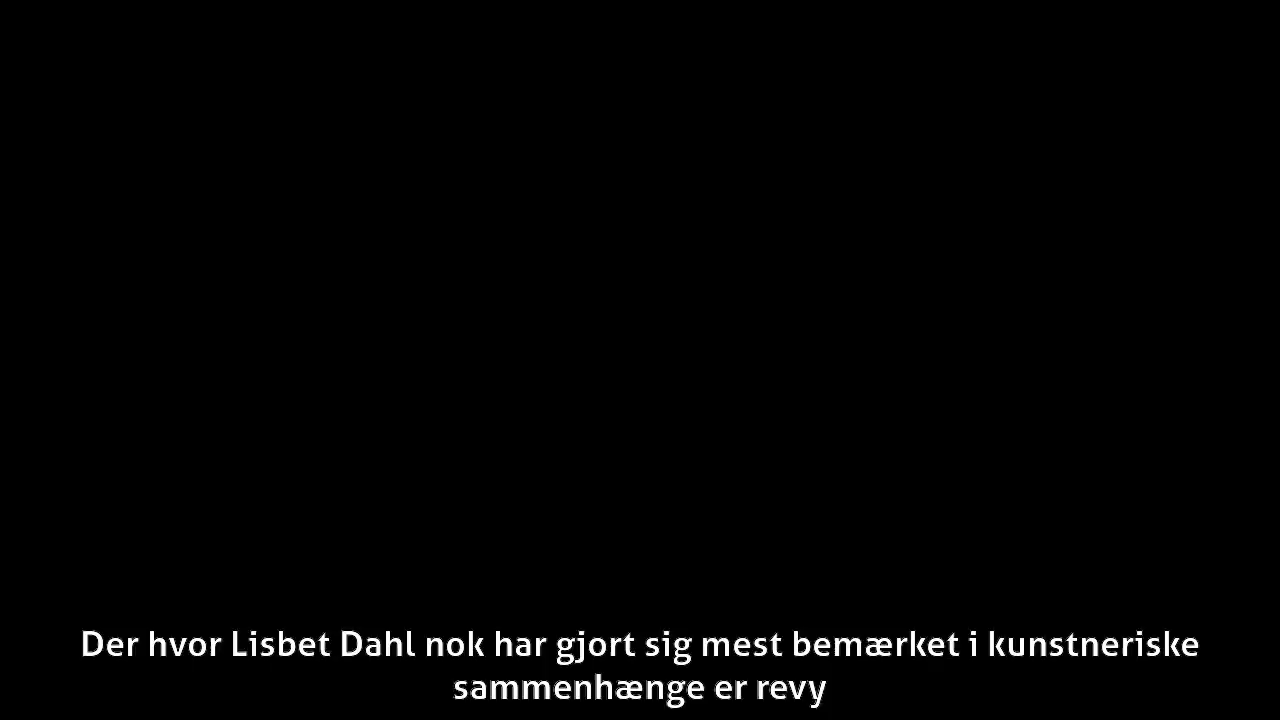 Der hvor Lisbet Dahl nok har gjort sig mest bemærket i kunstneriske
sammenhænge er revy